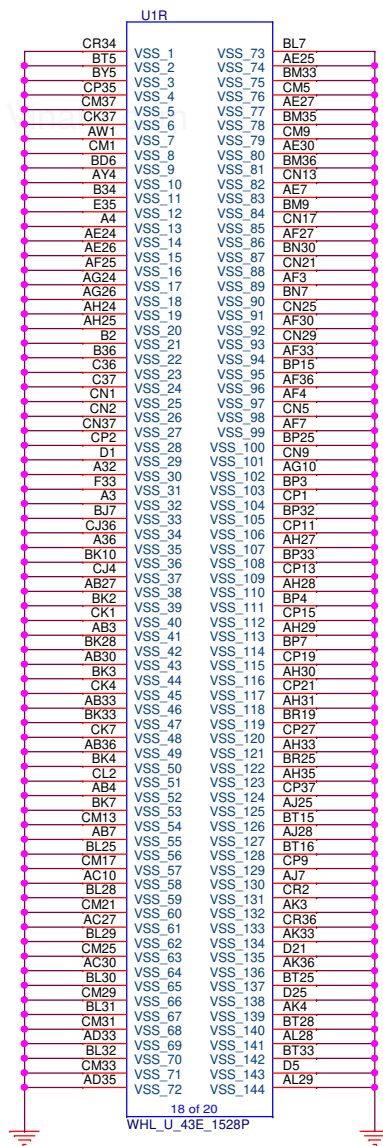 U1R
CR34 VSS_1 VSS_73 BL7
BT5 VSS_2 VSS_74 AE25
BY5 VSS_3 VSS_75 BM33
CP35 VSS_4 VSS_76 CM5
CM37 VSS_5 VSS_77 AE27
CK37 VSS_6 VSS_78 BM35
AW1 VSS_7 VSS_79 CM9
CM1 VSS_8 VSS_80 AE30
BD6 VSS_9 VSS_81 BM36
AY4 VSS_10 VSS_82 CN13
B34 VSS_11 VSS_83 AE7
E35 VSS_12 VSS_84 BM9
A4 VSS_13 VSS_85 CN17
AE24 VSS_14 VSS_86 AF27
AE26 VSS_15 VSS_87 BN30
AF25 VSS_16 VSS_88 CN21
AG24 VSS_17 VSS_89 AF3
AG26 VSS_18 VSS_90 BN7
AH24 VSS_19 VSS_91 CN25
AH25 VSS_20 VSS_92 AF30
B2 VSS_21 VSS_93 CN29
B36 VSS_22 VSS_94 AF33
C36 VSS_23 VSS_95 BP15
C37 VSS_24 VSS_96 AF36
CN1 VSS_25 VSS_97 AF4
CN2 VSS_26 VSS_98 CN5
CN37 VSS_27 VSS_99 AF7
CP2 VSS_28 VSS_100 BP25
D1 VSS_29 VSS_101 CN9
A32 VSS_30 VSS_102 AG10
F33 VSS_31 VSS_103 BP3
A3 VSS_32 VSS_104 CP1
BJ7 VSS_33 VSS_105 BP32
CJ36 VSS_34 VSS_106 CP11
A36 VSS_35 VSS_107 AH27
BK10 VSS_36 VSS_108 BP33
CJ4 VSS_37 VSS_109 CP13
AB27 VSS_38 VSS_110 AH28
BK2 VSS_39 VSS_111 BP4
CK1 VSS_40 VSS_112 CP15
AB3 VSS_41 VSS_113 AH29
BK28 VSS_42 VSS_114 BP7
AB30 VSS_43 VSS_115 CP19
BK3 VSS_44 VSS_116 AH30
CK4 VSS_45 VSS_117 CP21
AB33 VSS_46 VSS_118 AH31
BK33 VSS_47 VSS_119 BR19
CK7 VSS_48 VSS_120 CP27
AB36 VSS_49 VSS_121 AH33
BK4 VSS_50 VSS_122 BR25
CL2 VSS_51 VSS_123 AH35
AB4 VSS_52 VSS_124 CP37
BK7 VSS_53 VSS_125 AJ25
CM13 VSS_54 VSS_126 BT15
AB7 VSS_55 VSS_127 AJ28
BL25 VSS_56 VSS_128 BT16
CM17 VSS_57 VSS_129 CP9
AC10 VSS_58 VSS_130 AJ7
BL28 VSS_59 VSS_131 CR2
CM21 VSS_60 VSS_132 AK3
AC27 VSS_61 VSS_133 CR36
BL29 VSS_62 VSS_134 AK33
CM25 VSS_63 VSS_135 D21
AC30 VSS_64 VSS_136 AK36
BL30 VSS_65 VSS_137 BT25
CM29 VSS_66 VSS_138 D25
BL31 VSS_67 VSS_139 AK4
CM31 VSS_68 VSS_140 BT28
AD33 VSS_69 VSS_141 AL28
BL32 VSS_70 VSS_142 BT33
CM33 VSS_71 VSS_143 D5
AD35 VSS_72 VSS_144 AL29
18 of 20
WHL_U_43E_1528P